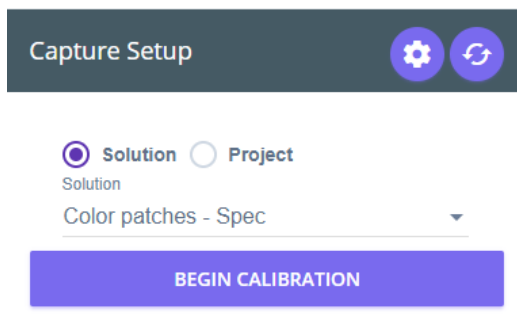 Capture Setup
Solution Project
Solution
Color patches - Spec
BEGIN CALIBRATION